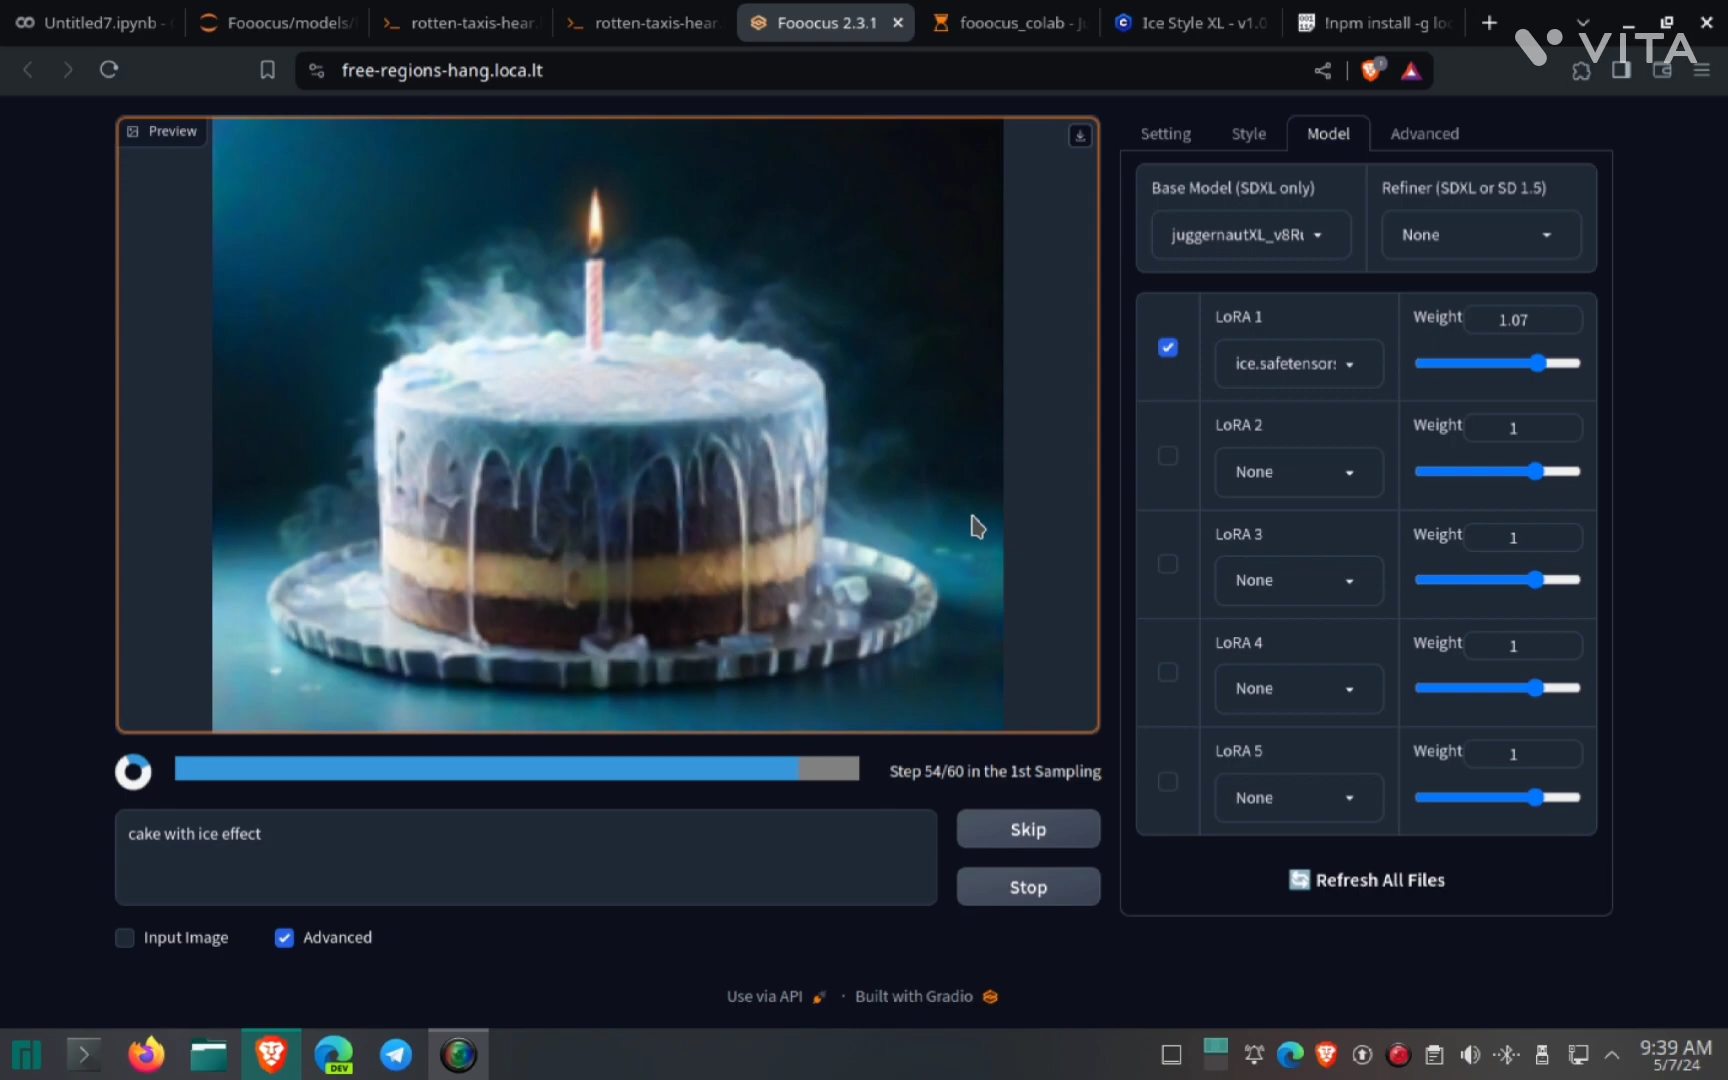 Untitled7.ipynb -
Fooocus/models/
rotten-taxis-hear.
rotten-taxis-hear.
Fooocus 2.3.1
fooocus_colab - Ju
Ice Style XL - v1.0
!npm install -g loc
VITA
free-regions-hang.loca.lt
Preview
Setting
Style
Model
Advanced
Base Model (SDXL only)
Refiner (SDXL or SD 1.5)
juggernautXL_v8Ru
None
LoRA 1
Weight
1.07
ice.safetensors
LoRA 2
Weight
1
None
LoRA 3
Weight
1
None
LoRA 4
Weight
1
None
LoRA 5
Weight
1
None
Refresh All Files
Step 54/60 in the 1st Sampling
cake with ice effect
Skip
Stop
Input Image
Advanced
Use via API
·
Built with Gradio
DEV
9:39 AM
5/7/24